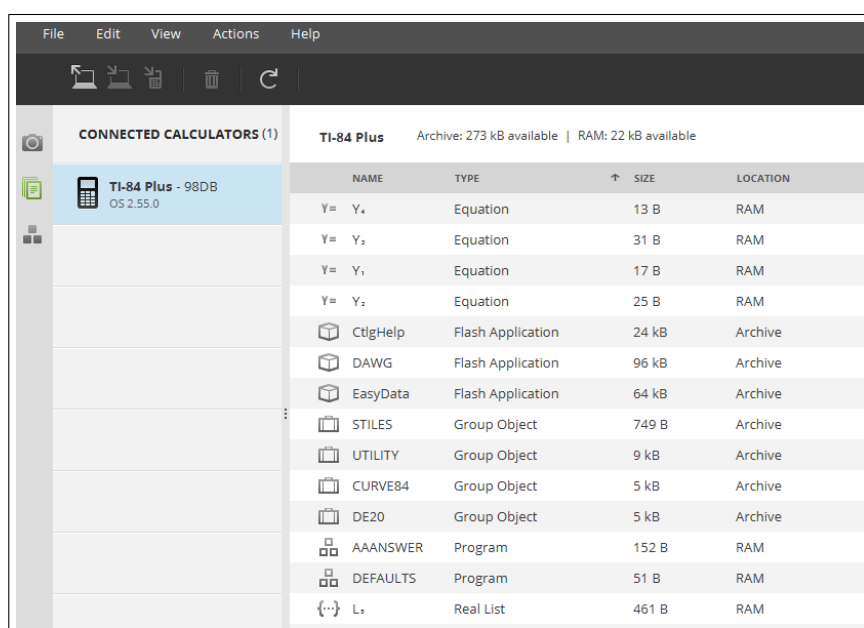 File Edit View Actions Help
CONNECTED CALCULATORS (1)
TI-84 Plus - 98DB
OS 2.55.0
TI-84 Plus Archive: 273 kB available | RAM: 22 kB available
NAME TYPE SIZE LOCATION
Y= Y₄ Equation 13 B RAM
Y= Equation 31 B RAM
Y= Y₁ Equation 17 B RAM
Y= Y₂ Equation 25 B RAM
CtlgHelp Flash Application 24 kB Archive
DAWG Flash Application 96 kB Archive
EasyData Flash Application 64 kB Archive
STILES Group Object 749 B Archive
UTILITY Group Object 9 kB Archive
CURVE84 Group Object 5 kB Archive
DE20 Group Object 5 kB Archive
AAANSWER Program 152 B RAM
DEFAULTS Program 51 B RAM
Real List 461 B RAM